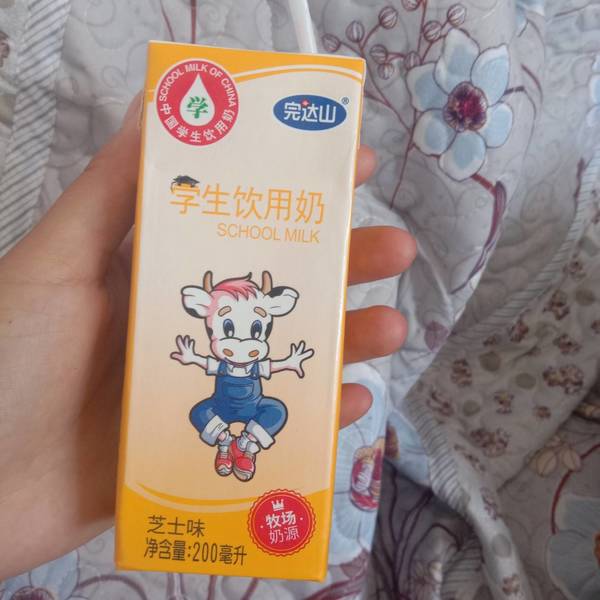 SCHOOL MILK OF CHINA
学
中国学生饮用奶
完达山®
学生饮用奶
SCHOOL MILK
芝士味
净含量:200毫升
牧场
奶源